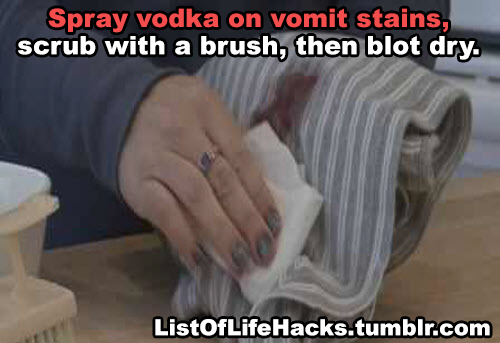 Spray vodka on vomit stains,
scrub with a brush, then blot dry.
ListOfLifeHacks.tumblr.com